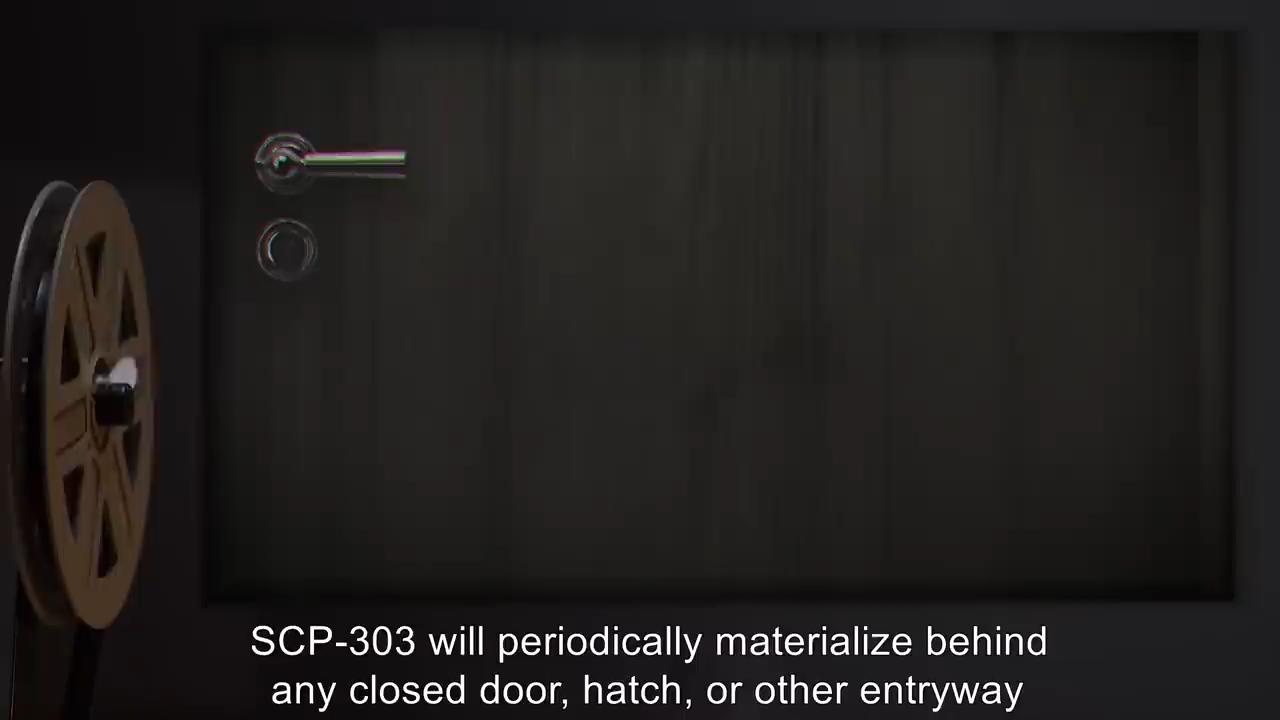 SCP-303 will periodically materialize behind
any closed door, hatch, or other entryway